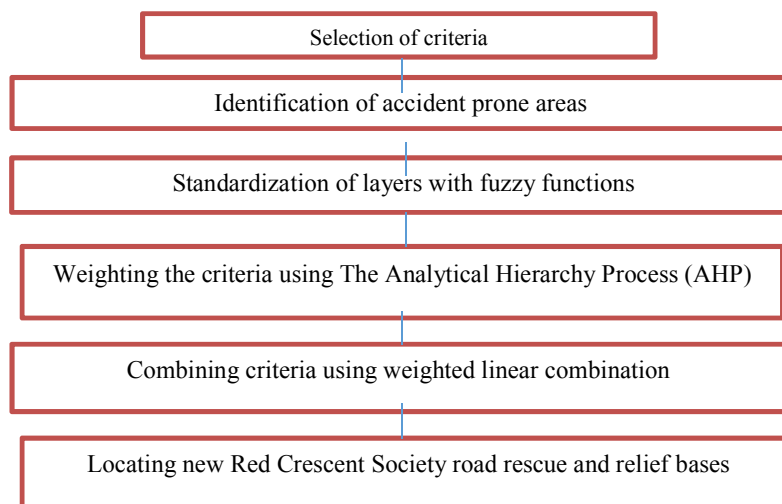 Selection of criteria
Identification of accident prone areas
Standardization of layers with fuzzy functions
Weighting the criteria using The Analytical Hierarchy Process (AHP)
Combining criteria using weighted linear combination
Locating new Red Crescent Society road rescue and relief bases